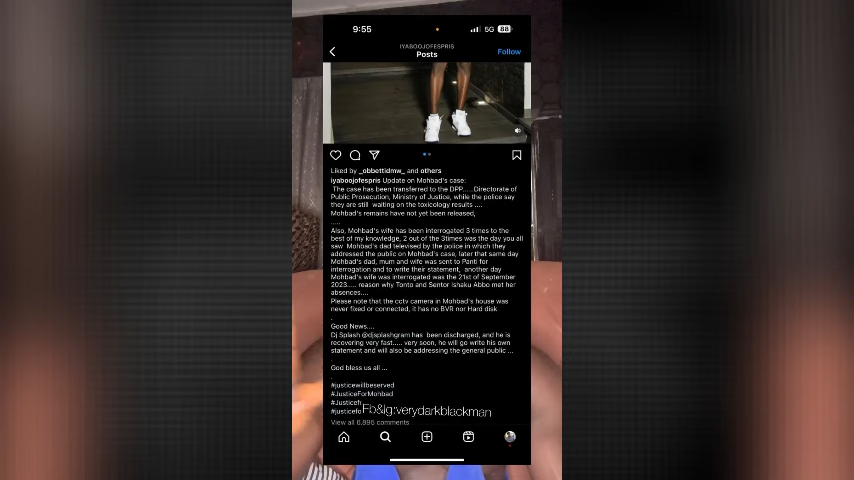 9:55
5G 88
IYABOOJOFESPRIS
Posts
Follow
Liked by _obbettidmw_ and others
iyaboojofespris Update on Mohbad's case:
The case has been transferred to the DPP.....Directorate of
Public Prosecution, Ministry of Justice, while the police say
they are still waiting on the toxicology results ....
Mohbad's remains have not yet been released,
.....
Also, Mohbad's wife has been interrogated 3 times to the
best of my knowledge, 2 out of the 3times was the day you all
saw Mohbad's dad televised by the police in which they
addressed the public on Mohbad's case, later that same day
Mohbad's dad, mum and wife was sent to Panti for
interrogation and to write their statement, another day
Mohbad's wife was interrogated was the 21st of September
2023..... reason why Tonto and Sentor Ishaku Abbo met her
absences....
Please note that the cctv camera in Mohbad's house was
never fixed or connected, it has no BVR nor Hard disk
.
Good News....
Dj Splash @djsplashgram has been discharged, and he is
recovering very fast..... very soon, he will go write his own
statement and will also be addressing the general public ...
.
God bless us all ...
.
#justicewillbeserved
#JusticeForMohbad
#Justicef
#justicefo
Fb&ig:verydarkblackman
View all 6,895 comments